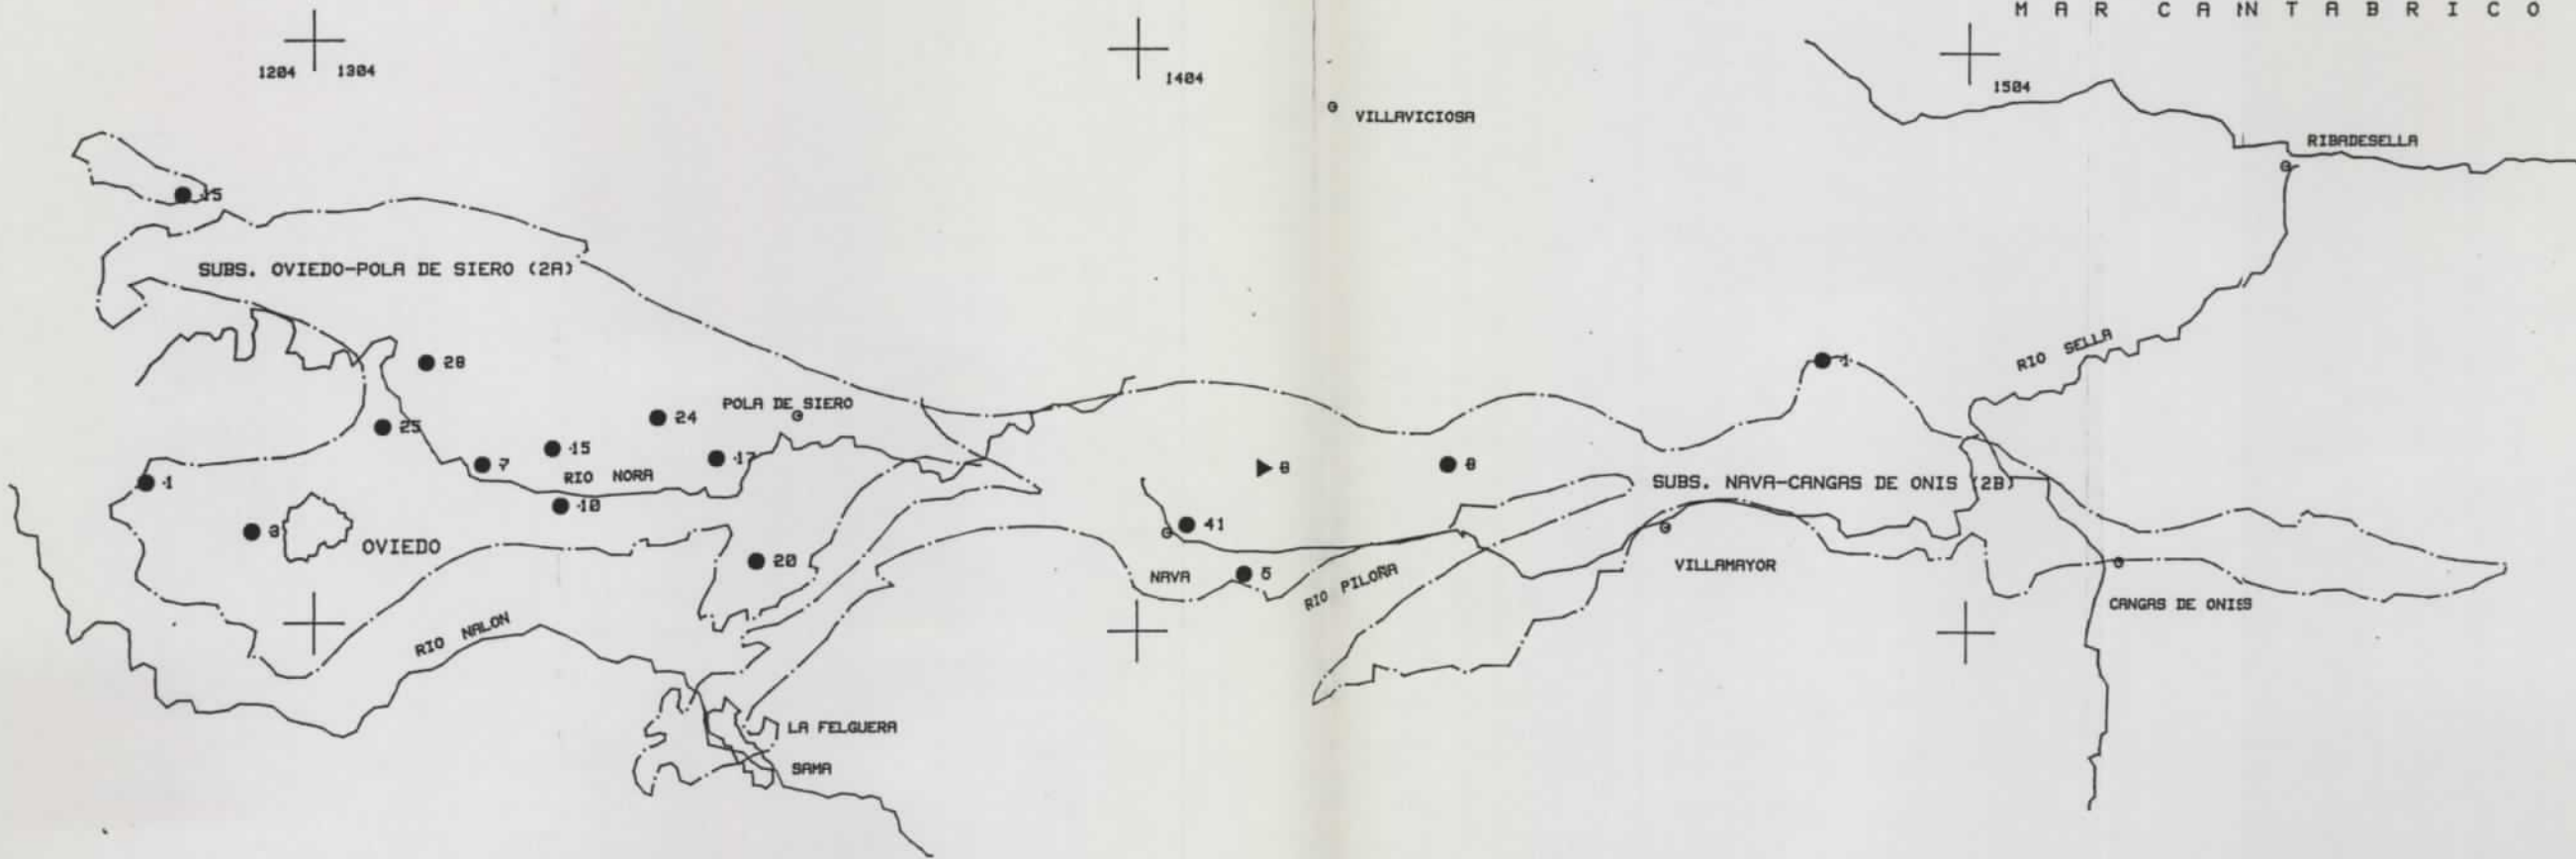 MAR CANTABRICO
1204 1304
1404
1504
VILLAVICIOSA
RIBADESELLA
15
SUBS. OVIEDO-POLA DE SIERO (2A)
RIO SELLA
28
1
POLA DE SIERO
24
25
15
17
7
8
8
RIO NORA
SUBS. NAVA-CANGAS DE ONIS (2B)
1
10
41
3
OVIEDO
20
NAVA
5
RIO PILOÑA
VILLAMAYOR
CANGAS DE ONIS
RIO NALON
LA FELGUERA
SAMA